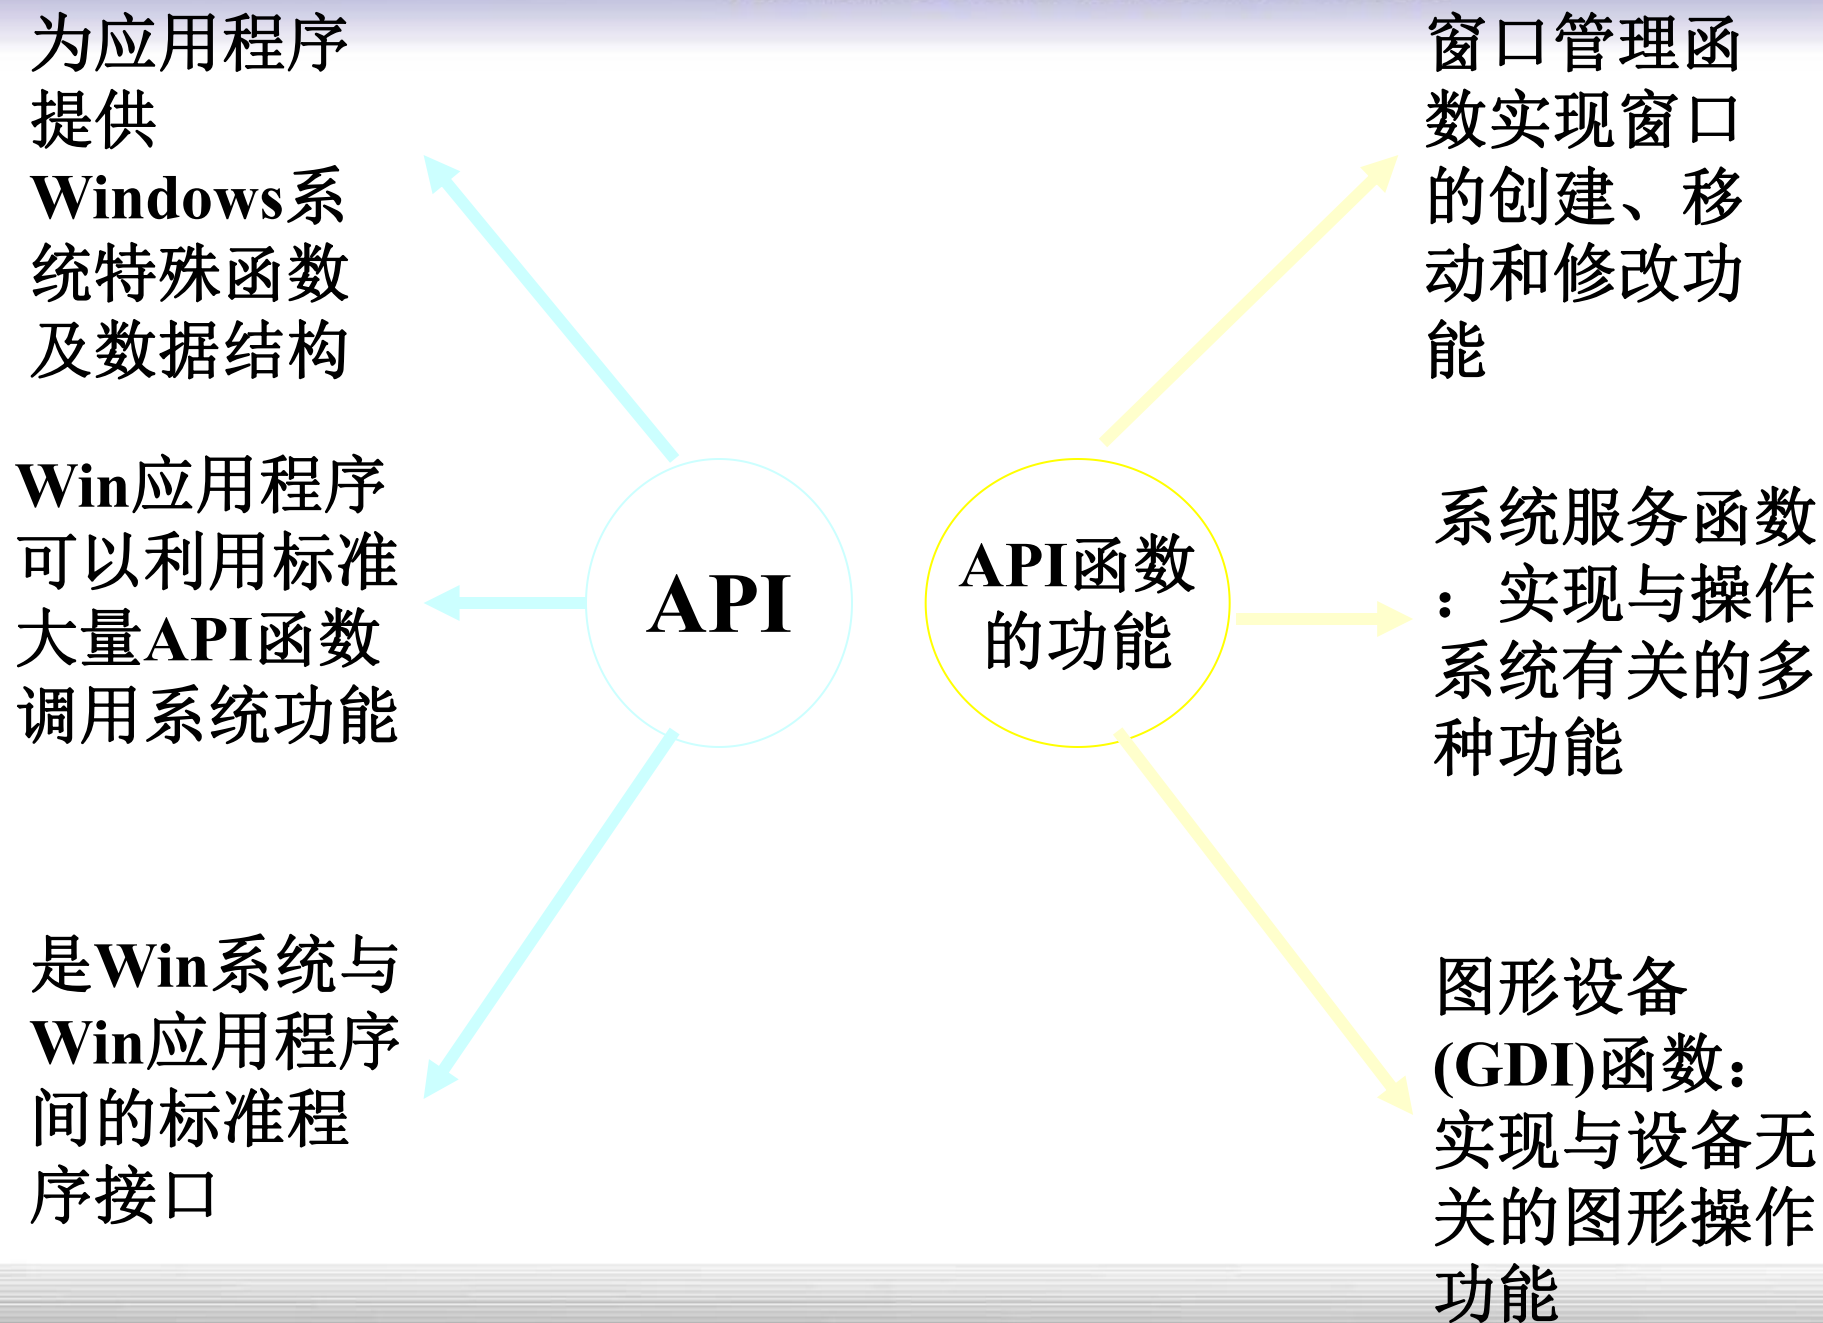 为应用程序
提供
Windows系
统特殊函数
及数据结构
Win应用程序
可以利用标准
大量API函数
调用系统功能
是Win系统与
Win应用程序
间的标准程
序接口
API
API函数
的功能
窗口管理函
数实现窗口
的创建、移
动和修改功
能
系统服务函数
：实现与操作
系统有关的多
种功能
图形设备
(GDI)函数：
实现与设备无
关的图形操作
功能